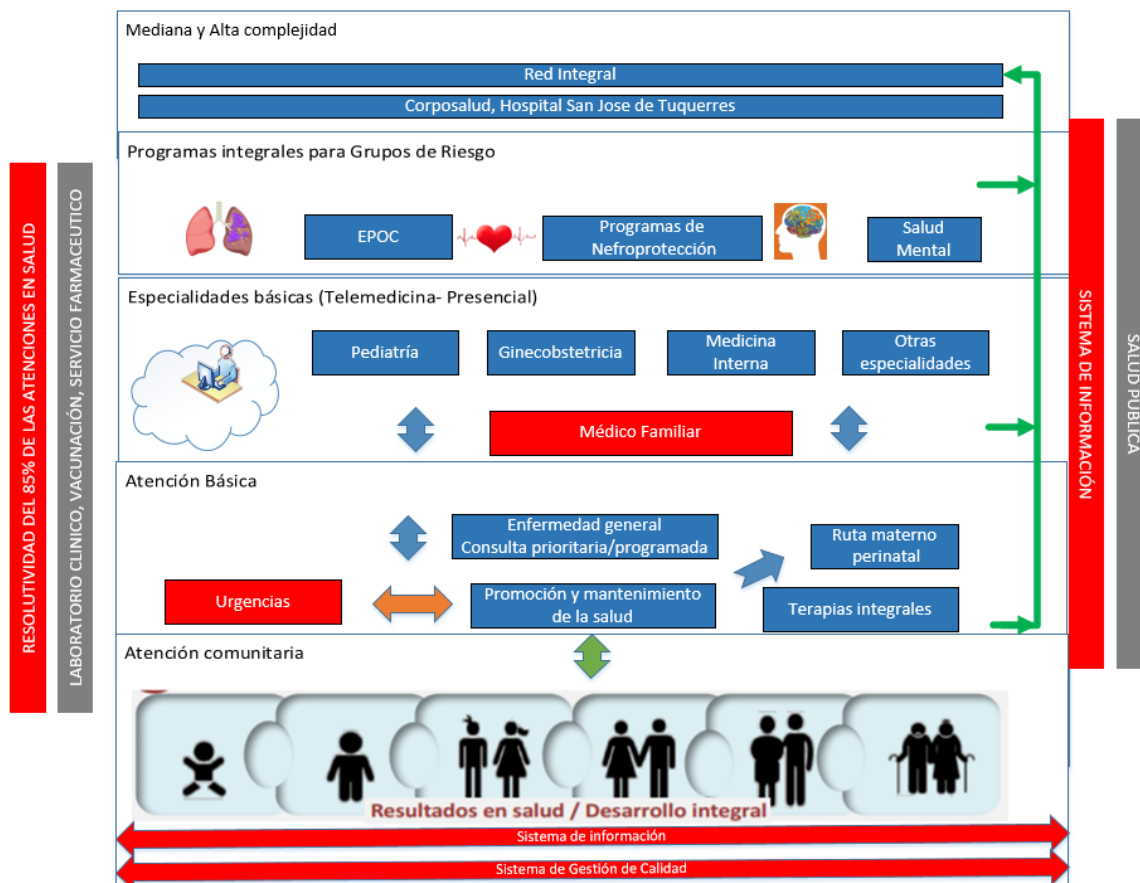 Mediana y Alta complejidad
Red Integral
Corposalud, Hospital San Jose de Tuquerres
Programas integrales para Grupos de Riesgo
EPOC
Programas de
Nefroprotección
Salud
Mental
Especialidades básicas (Telemedicina- Presencial)
Pediatría
Ginecobstetricia
Medicina
Interna
Otras
especialidades
Médico Familiar
Atención Básica
Enfermedad general
Consulta prioritaria/programada
Ruta materno
perinatal
Urgencias
Promoción y mantenimiento
de la salud
Terapias integrales
Atención comunitaria
Resultados en salud / Desarrollo integral
Sistema de información
Sistema de Gestión de Calidad
RESOLUTIVIDAD DEL 85% DE LAS ATENCIONES EN SALUD
LABORATORIO CLINICO, VACUNACIÓN, SERVICIO FARMACEUTICO
SISTEMA DE INFORMACIÓN
SALUD PUBLICA